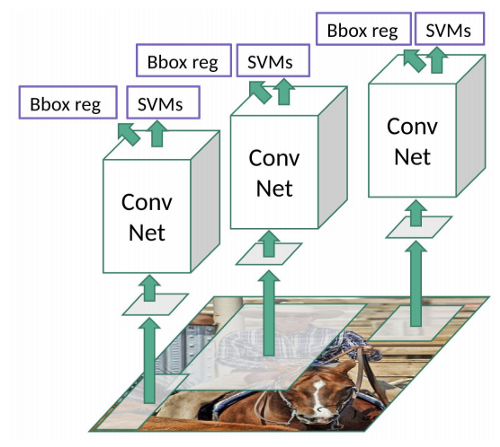 Bbox reg SVMs
Bbox reg SVMs
Bbox reg SVMs
Conv
Net
Conv
Net
Conv
Net